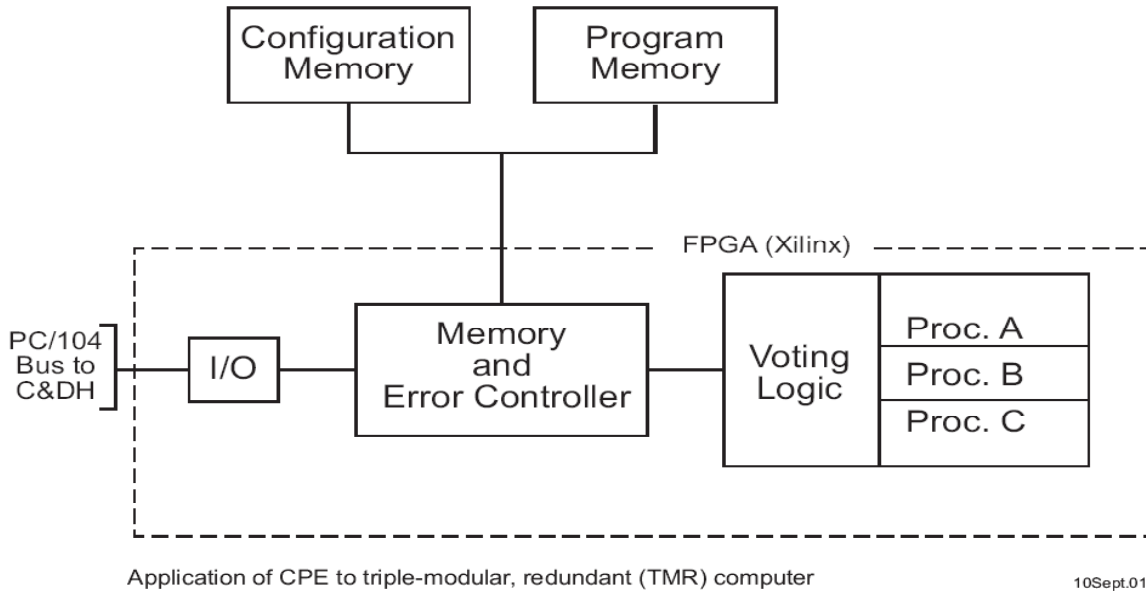 Configuration
Memory
Program
Memory
FPGA (Xilinx)
PC/104
Bus to
C&DH
I/O
Memory
and
Error Controller
Voting
Logic
Proc. A
Proc. B
Proc. C
Application of CPE to triple-modular, redundant (TMR) computer
10Sept.01